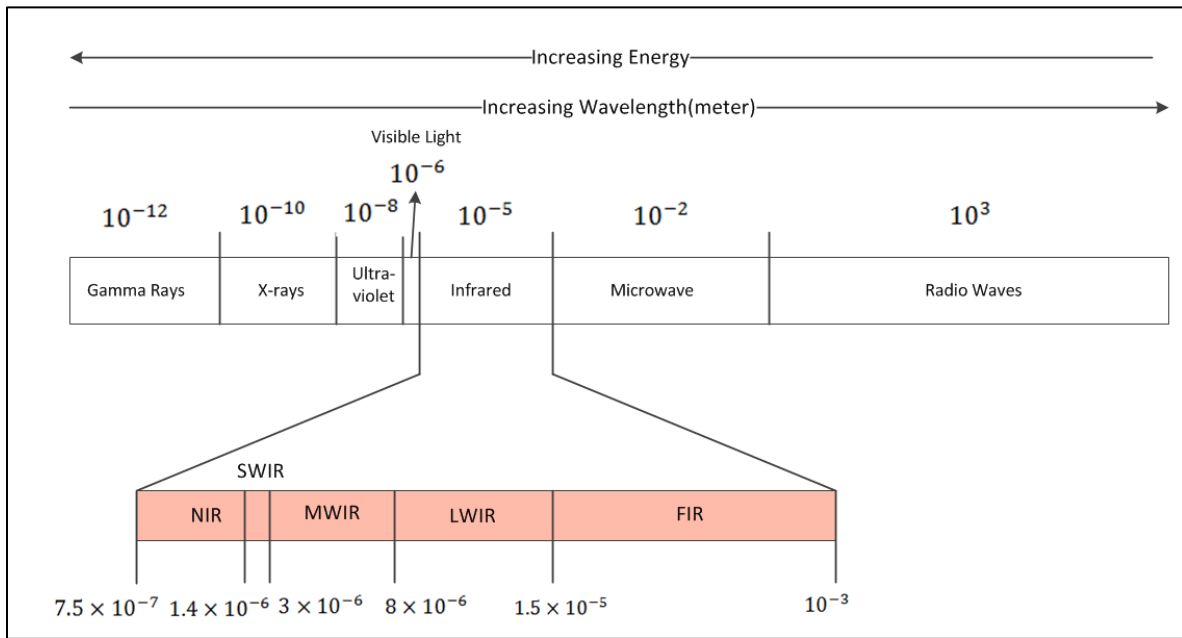 Increasing Energy
Increasing Wavelength(meter)
Visible Light
10⁻⁶
10⁻¹² 10⁻¹⁰ 10⁻⁸ 10⁻⁵ 10⁻² 10³
Gamma Rays X-rays Ultra-
violet Infrared Microwave Radio Waves
SWIR
NIR MWIR LWIR FIR
7.5 × 10⁻⁷ 1.4 × 10⁻⁶ 3 × 10⁻⁶ 8 × 10⁻⁶ 1.5 × 10⁻⁵ 10⁻³